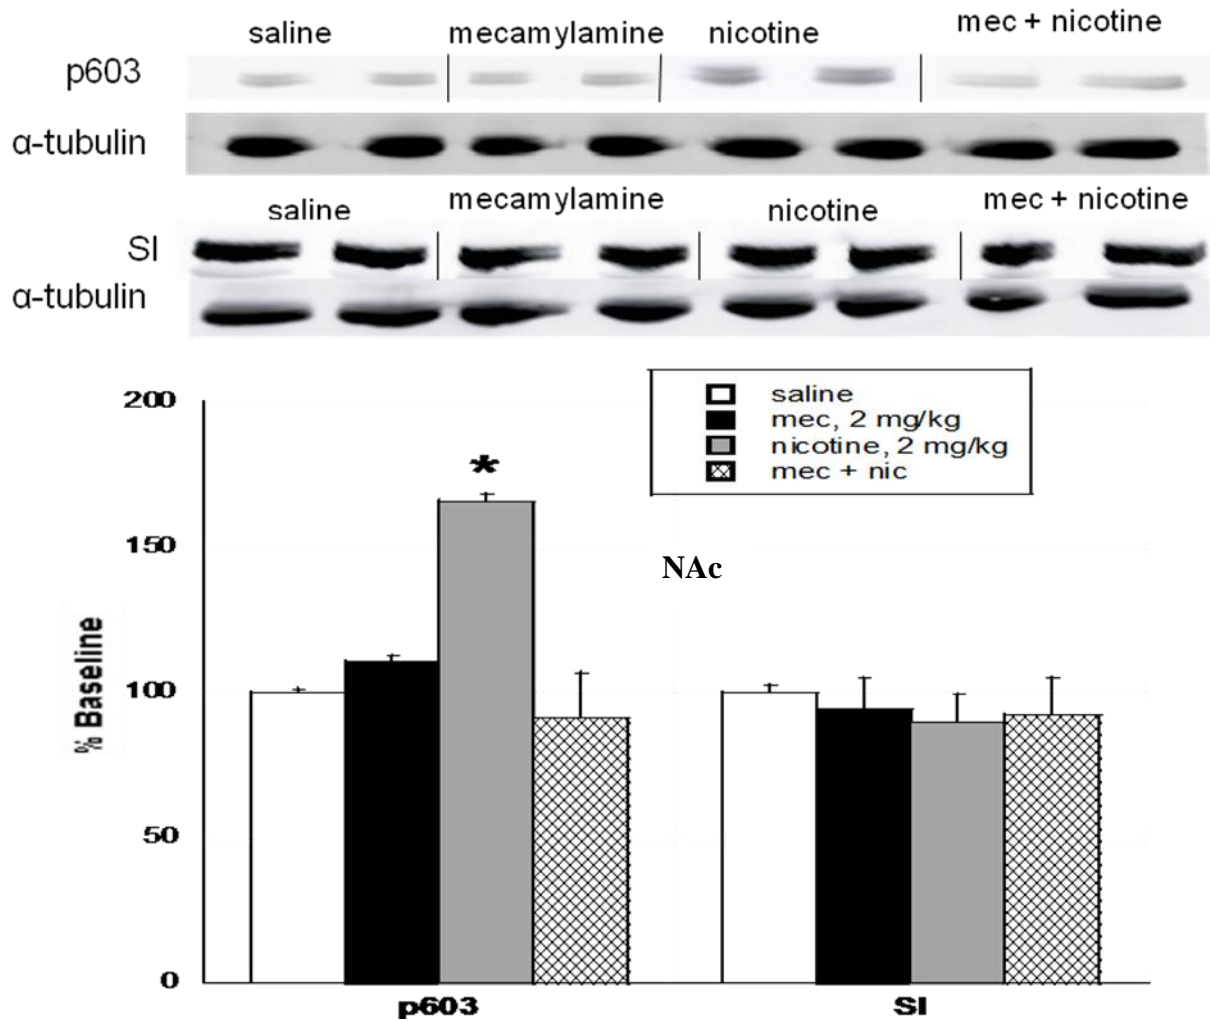 saline mecamylamine nicotine mec + nicotine
p603
α-tubulin
saline mecamylamine nicotine mec + nicotine
SI
α-tubulin
200
150
100
50
0
% Baseline
saline
mec, 2 mg/kg
nicotine, 2 mg/kg
mec + nic
*
NAc
p603 SI